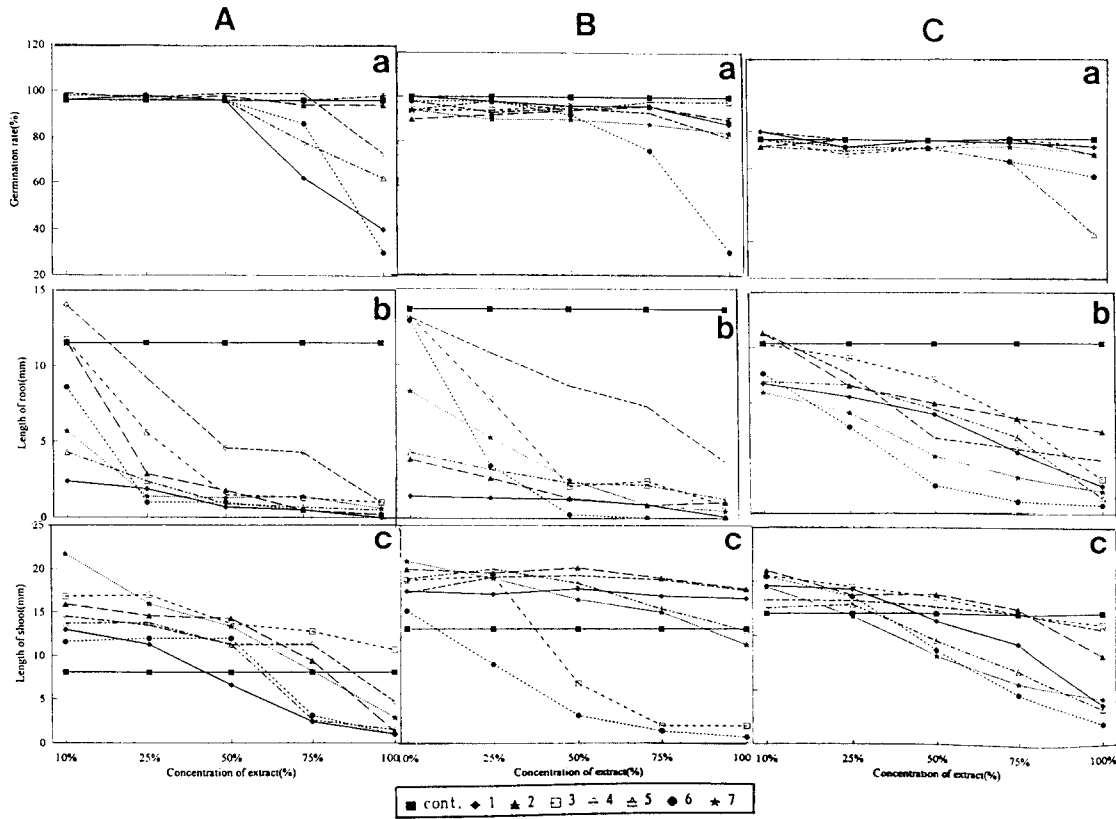 A
B
C
a
a
a
Germination rate(%)
120
100
80
60
40
20
b
b
b
Length of root(mm)
15
10
5
0
c
c
c
Length of shoot(mm)
25
20
15
10
5
0
10% 25% 50% 75% 100
10% 25% 50% 75% 100%
10% 25% 50% 75% 100%
Concentration of extract(%)
Concentration of extract(%)
Concentration of extract(%)
cont. 1 2 3 4 5 6 7